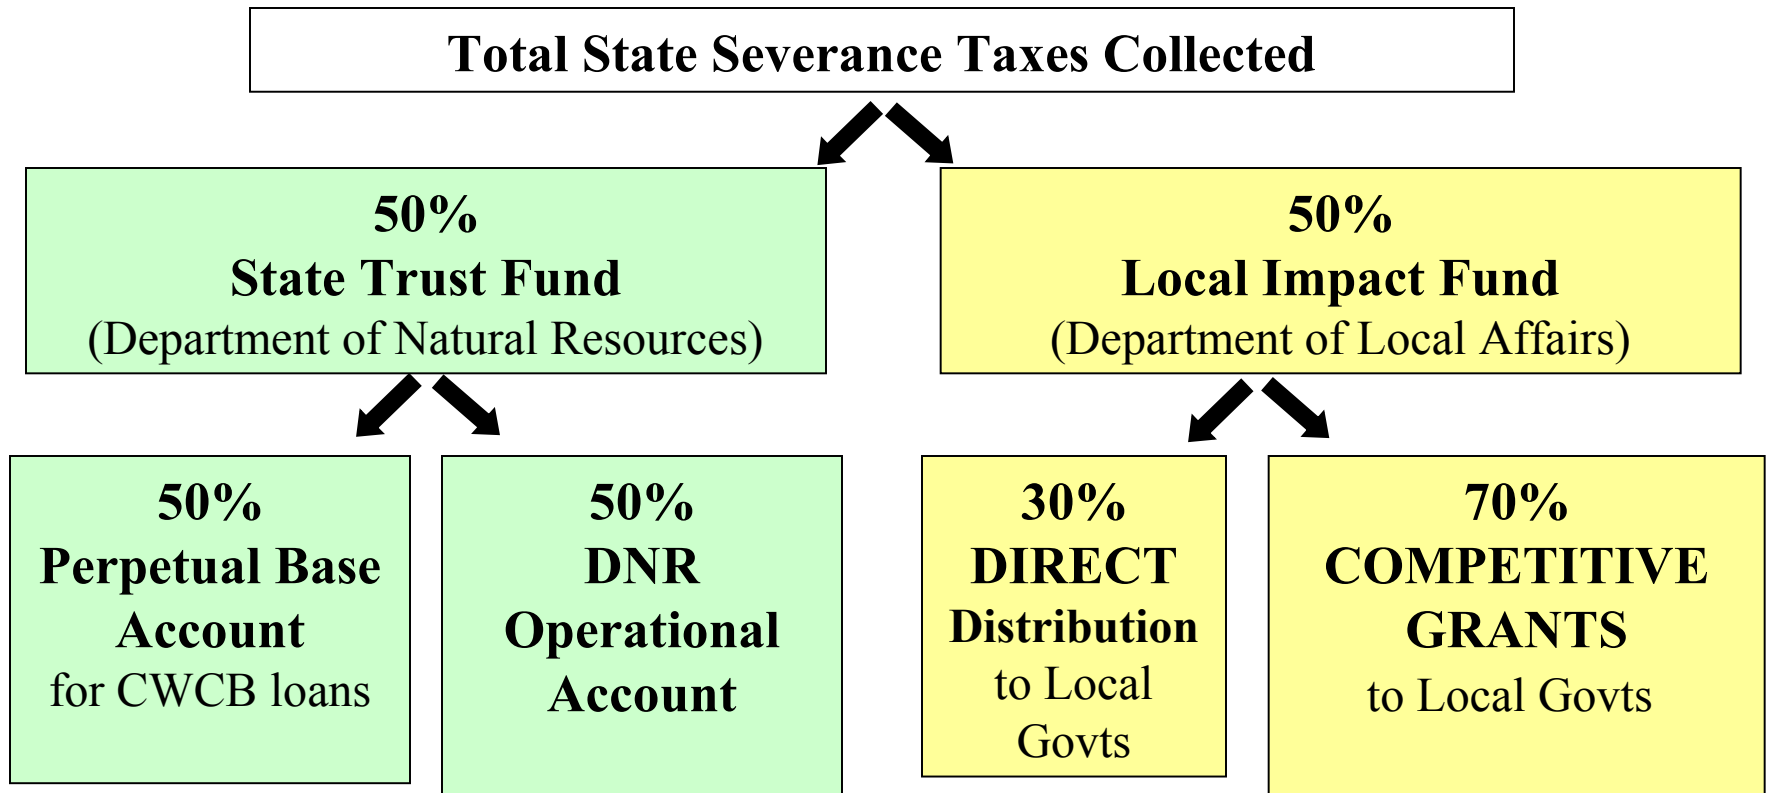 Total State Severance Taxes Collected
50%
State Trust Fund
(Department of Natural Resources)
50%
Local Impact Fund
(Department of Local Affairs)
50%
Perpetual Base
Account
for CWCB loans
50%
DNR
Operational
Account
30%
DIRECT
Distribution
to Local
Govts
70%
COMPETITIVE
GRANTS
to Local Govts